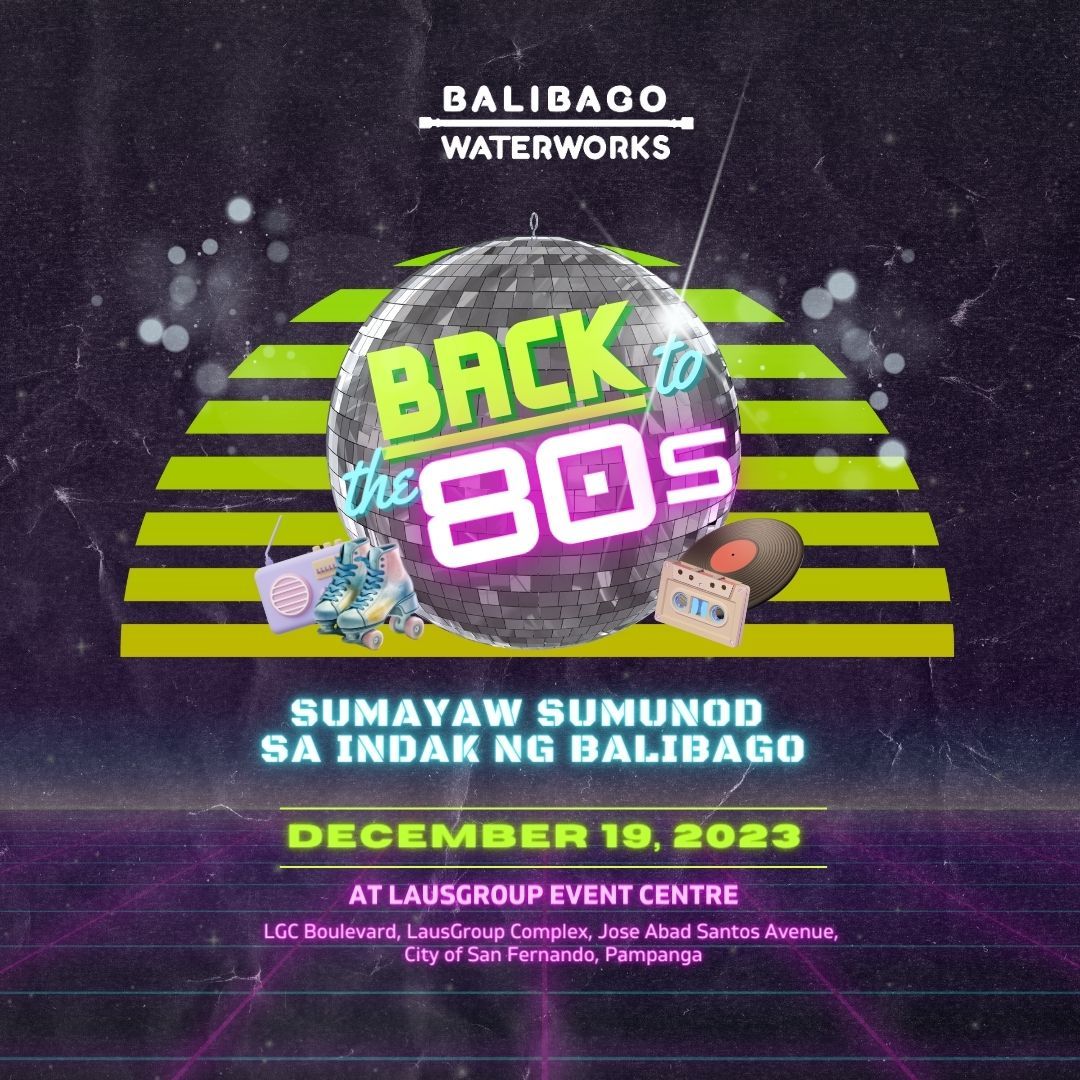 BALIBAGO
WATERWORKS
BACK to
the 80s
SUMAYAW SUMUNOD
SA INDAK NG BALIBAGO
DECEMBER 19, 2023
AT LAUSGROUP EVENT CENTRE
LGC Boulevard, LausGroup Complex, Jose Abad Santos Avenue,
City of San Fernando, Pampanga